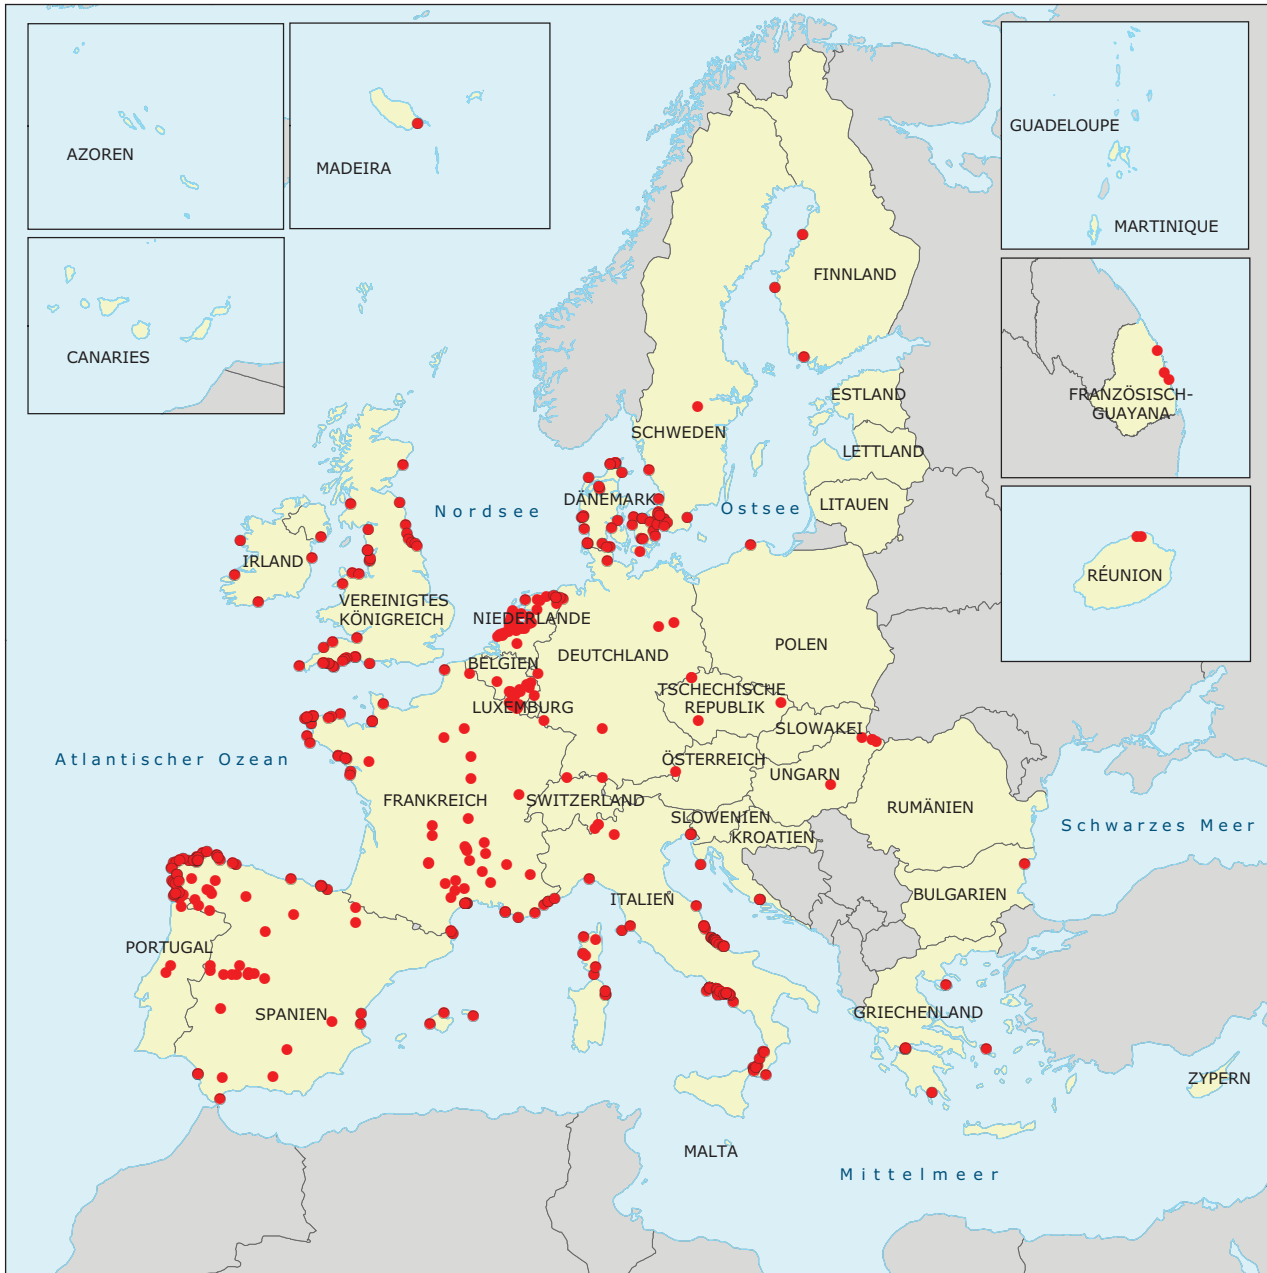 AZOREN
MADEIRA
CANARIES
GUADELOUPE
MARTINIQUE
FRANZÖSISCH-
GUAYANA
RÉUNION
FINNLAND
ESTLAND
SCHWEDEN
LETTLAND
LITAUEN
DÄNEMARK
Nordsee
Ostsee
IRLAND
VEREINIGTES
KÖNIGREICH
NIEDERLANDE
BELGIEN
DEUTCHLAND
POLEN
LUXEMBURG
TSCHECHISCHE
REPUBLIK
SLOWAKEI
Atlantischer Ozean
ÖSTERREICH
UNGARN
FRANKREICH
SWITZERLAND
RUMÄNIEN
SLOWENIEN
KROATIEN
Schwarzes Meer
ITALIEN
BULGARIEN
PORTUGAL
SPANIEN
GRIECHENLAND
ZYPERN
MALTA
Mittelmeer